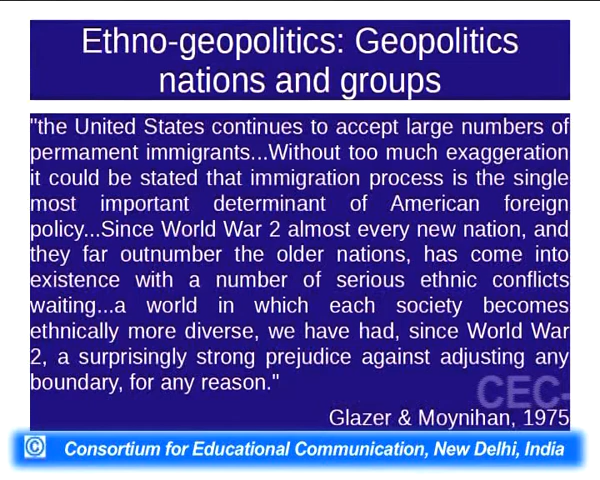 Ethno-geopolitics: Geopolitics
nations and groups
"the United States continues to accept large numbers of
permament immigrants...Without too much exaggeration
it could be stated that immigration process is the single
most important determinant of American foreign
policy...Since World War 2 almost every new nation, and
they far outnumber the older nations, has come into
existence with a number of serious ethnic conflicts
waiting...a world in which each society becomes
ethnically more diverse, we have had, since World War
2, a surprisingly strong prejudice against adjusting any
boundary, for any reason."
CEC-
Glazer & Moynihan, 1975
© Consortium for Educational Communication, New Delhi, India